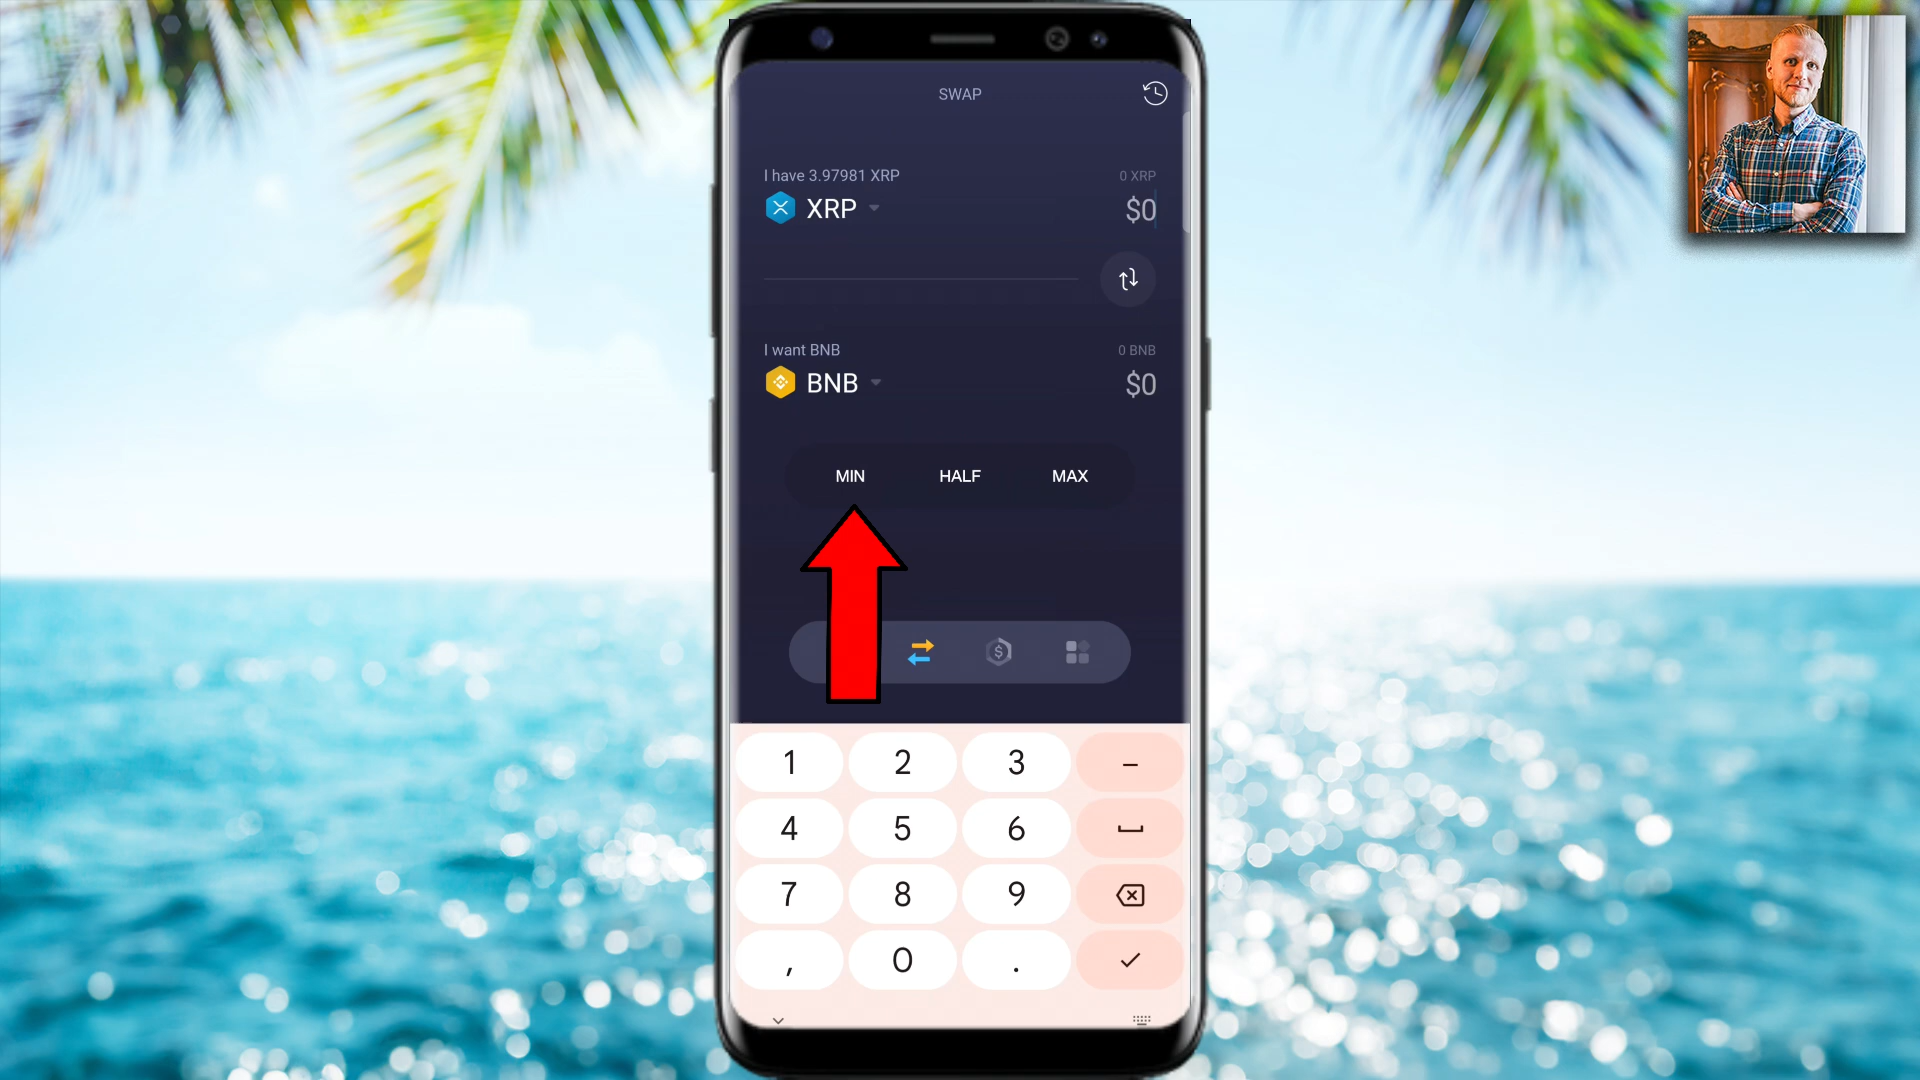 SWAP
I have 3.97981 XRP
0 XRP
XRP
$0
I want BNB
0 BNB
BNB
$0
MIN HALF MAX
1 2 3 –
4 5 6
7 8 9
, 0 .